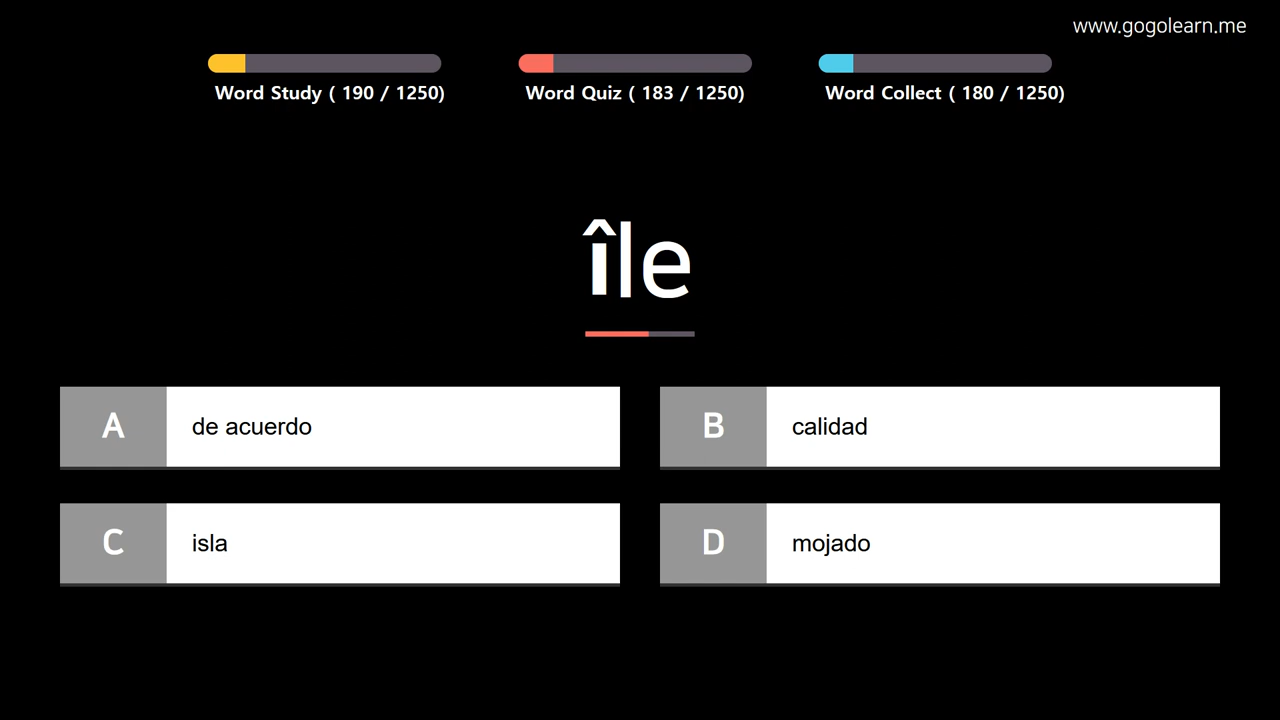 www.gogolearn.me
Word Study ( 190 / 1250)
Word Quiz ( 183 / 1250)
Word Collect ( 180 / 1250)
île
A
de acuerdo
B
calidad
C
isla
D
mojado